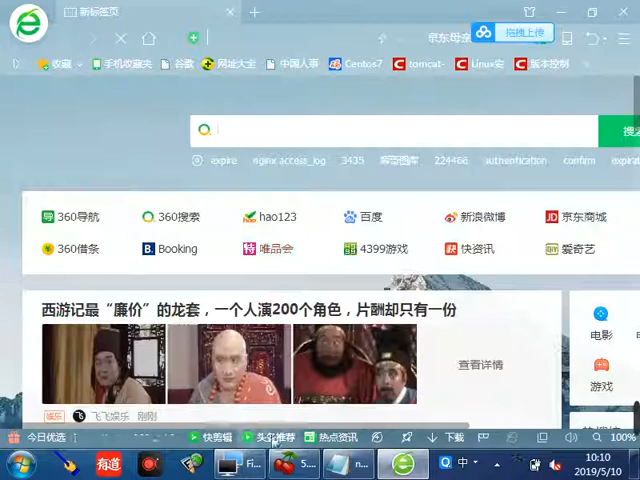 新标签页
京东母亲
拖拽上传
收藏 手机收藏夹 谷歌 网址大全 中国人事 Centos7 tomcat- Linux安 版本控制
搜索
expire nginx access_log 3435 224466 authentication confirm
360导航 360搜索 hao123 百度 新浪微博 京东商城
360借条 Booking 唯品会 4399游戏 快资讯 爱奇艺
西游记最“廉价”的龙套，一个人演200个角色，片酬却只有一份
查看详情
电影
游戏
娱乐 飞飞娱乐 刚刚
今日优选 快剪辑 头条推荐 热点资讯 下载 100%
有道 Fi... 5.... n... 中
10:10
2019/5/10